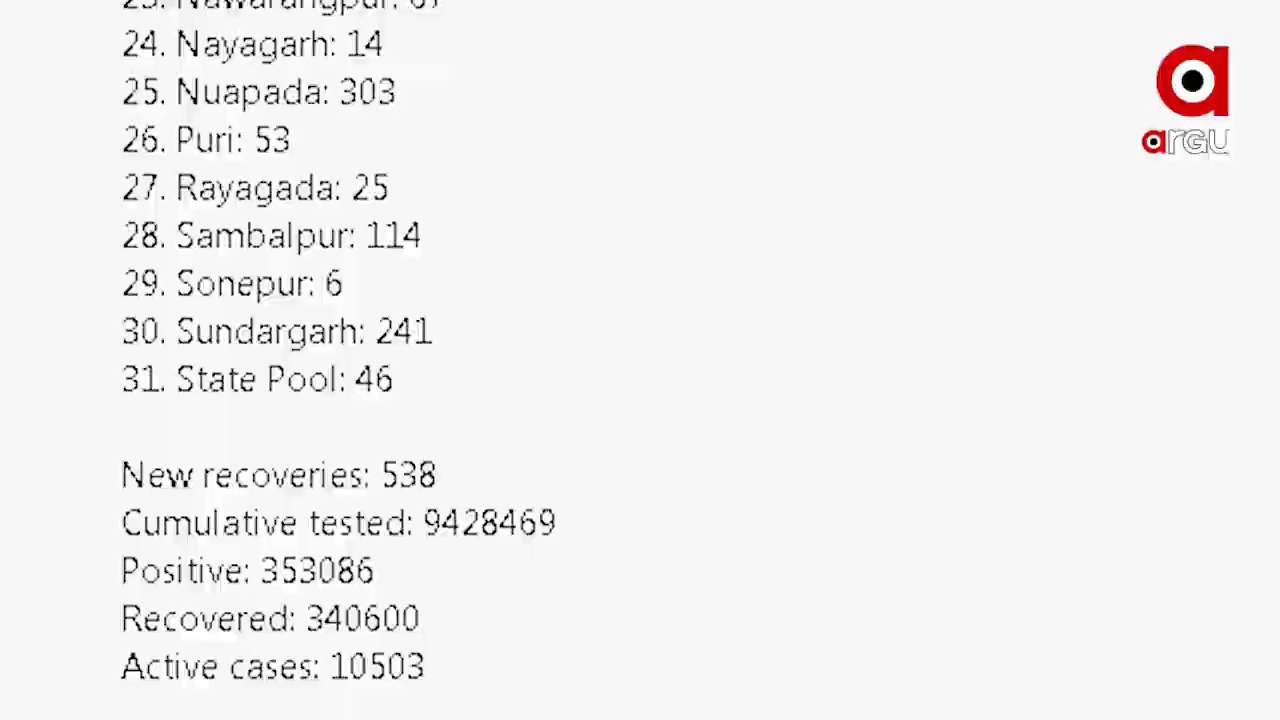 24. Nayagarh: 14
25. Nuapada: 303
26. Puri: 53
27. Rayagada: 25
28. Sambalpur: 114
29. Sonepur: 6
30. Sundargarh: 241
31. State Pool: 46
New recoveries: 538
Cumulative tested: 9428469
Positive: 353086
Recovered: 340600
Active cases: 10503
a
argu